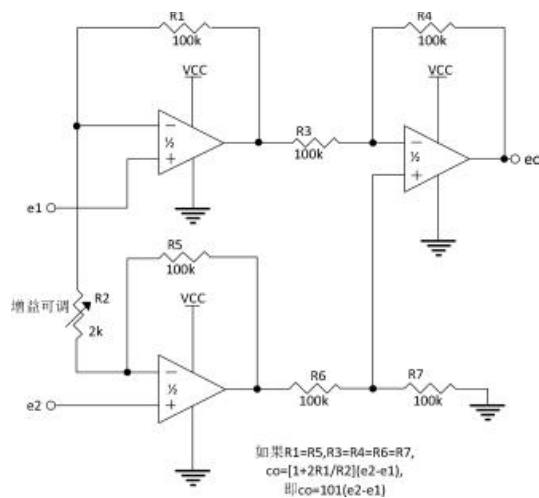 R1
100k
R4
100k
VCC
VCC
−
½
+
R3
100k
−
½
+
eo
e1
R5
100k
增益可调
R2
2k
VCC
−
½
+
e2
R6
100k
R7
100k
如果R1=R5,R3=R4=R6=R7,
co=[1+2R1/R2](e2-e1),
即co=101(e2-e1)